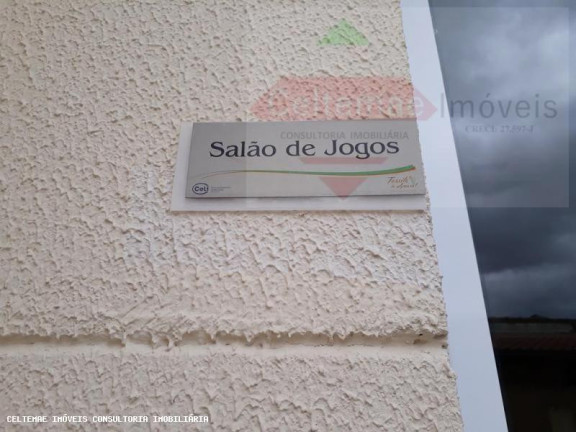 Celtemae Imóveis
CONSULTORIA IMOBILIÁRIA
Salão de Jogos
CELTEMAE IMÓVEIS CONSULTORIA IMOBILIÁRIA